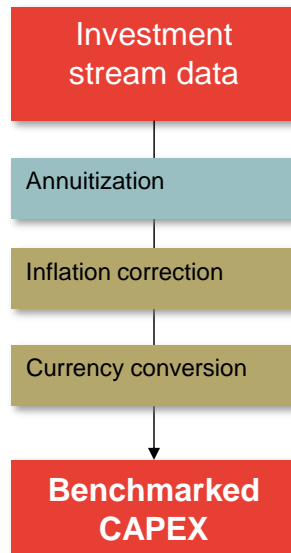 Investment
stream data
Annuitization
Inflation correction
Currency conversion
Benchmarked
CAPEX